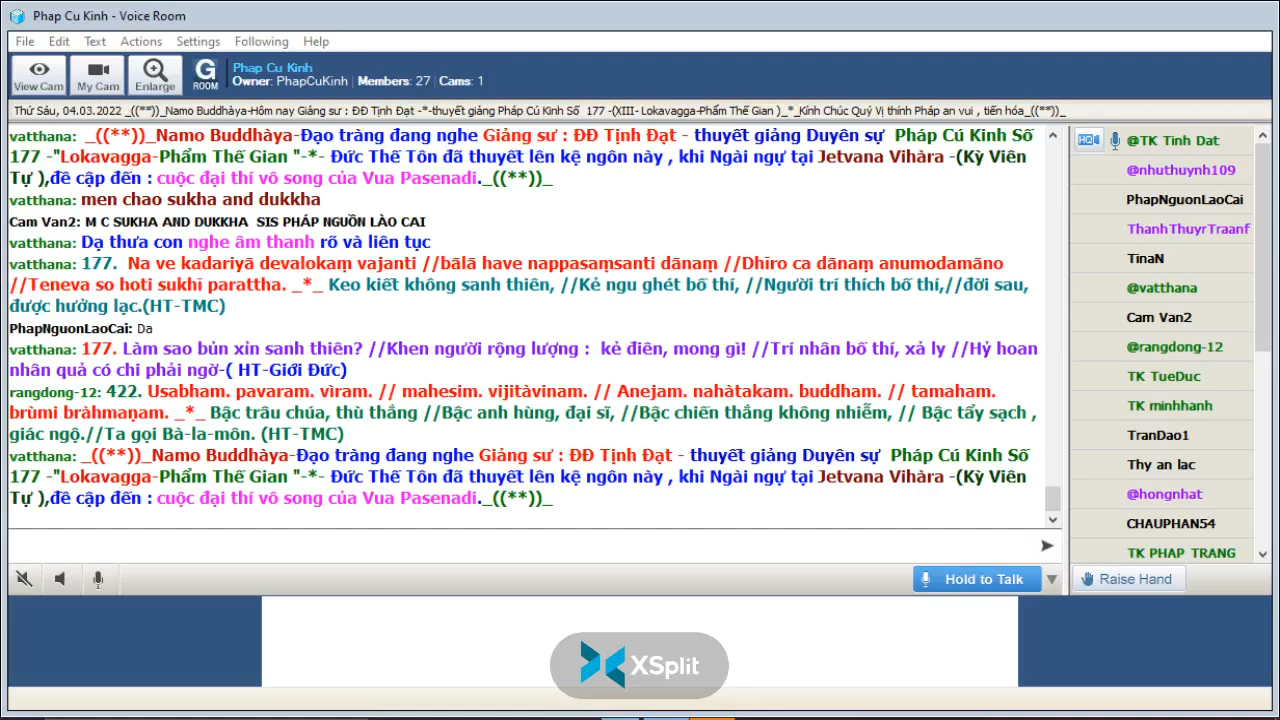 Phap Cu Kinh - Voice Room
File Edit Text Actions Settings Following Help
View Cam My Cam Enlarge G ROOM
Phap Cu Kinh
Owner: PhapCuKinh Members: 27 Cams: 1
Thứ Sáu, 04.03.2022 _((**))_Namo Buddhàya-Hôm nay Giảng sư : ĐĐ Tịnh Đạt -*-thuyết giảng Pháp Cú Kinh Số 177 -(XIII- Lokavagga-Phẩm Thế Gian )_*_Kính Chúc Quý Vị thính Pháp an vui , tiến hóa_((**))_
vatthana: _((**))_Namo Buddhàya-Đạo tràng đang nghe Giảng sư : ĐĐ Tịnh Đạt - thuyết giảng Duyên sự Pháp Cú Kinh Số
177 -"Lokavagga-Phẩm Thế Gian "-*- Đức Thế Tôn đã thuyết lên kệ ngôn này , khi Ngài ngự tại Jetvana Vihàra -(Kỳ Viên
Tự ),đề cập đến : cuộc đại thí vô song của Vua Pasenadi._((**))_
vatthana: men chao sukha and dukkha
Cam Van2: M C SUKHA AND DUKKHA SIS PHÁP NGUỒN LÀO CAI
vatthana: Dạ thưa con nghe âm thanh rõ và liên tục
vatthana: 177. Na ve kadariyā devalokaṃ vajanti //bālā have nappasaṃsanti dānaṃ //Dhīro ca dānaṃ anumodamāno
//Teneva so hoti sukhī parattha. _*_ Keo kiết không sanh thiên, //Kẻ ngu ghét bố thí, //Người trí thích bố thí,//đời sau,
được hưởng lạc.(HT-TMC)
PhapNguonLaoCai: Da
vatthana: 177. Làm sao bủn xỉn sanh thiên? //Khen người rộng lượng : kẻ điên, mong gì! //Trí nhân bố thí, xả ly //Hỷ hoan
nhân quả có chi phải ngờ-( HT-Giới Đức)
rangdong-12: 422. Usabham. pavaram. vìram. // mahesim. vijitàvinam. // Anejam. nahàtakam. buddham. // tamaham.
brùmi bràhmaṇam. _*_ Bậc trâu chúa, thù thắng //Bậc anh hùng, đại sĩ, //Bậc chiến thắng không nhiễm, // Bậc tẩy sạch ,
giác ngộ.//Ta gọi Bà-la-môn. (HT-TMC)
vatthana: _((**))_Namo Buddhàya-Đạo tràng đang nghe Giảng sư : ĐĐ Tịnh Đạt - thuyết giảng Duyên sự Pháp Cú Kinh Số
177 -"Lokavagga-Phẩm Thế Gian "-*- Đức Thế Tôn đã thuyết lên kệ ngôn này , khi Ngài ngự tại Jetvana Vihàra -(Kỳ Viên
Tự ),đề cập đến : cuộc đại thí vô song của Vua Pasenadi._((**))_
HQ @TK Tinh Dat
@nhuthuynh109
PhapNguonLaoCai
ThanhThuyrTraanf
TinaN
@vatthana
Cam Van2
@rangdong-12
TK TueDuc
TK minhhanh
TranDao1
Thy an lac
@hongnhat
CHAUPHAN54
TK PHAP TRANG
Hold to Talk
Raise Hand
XSplit